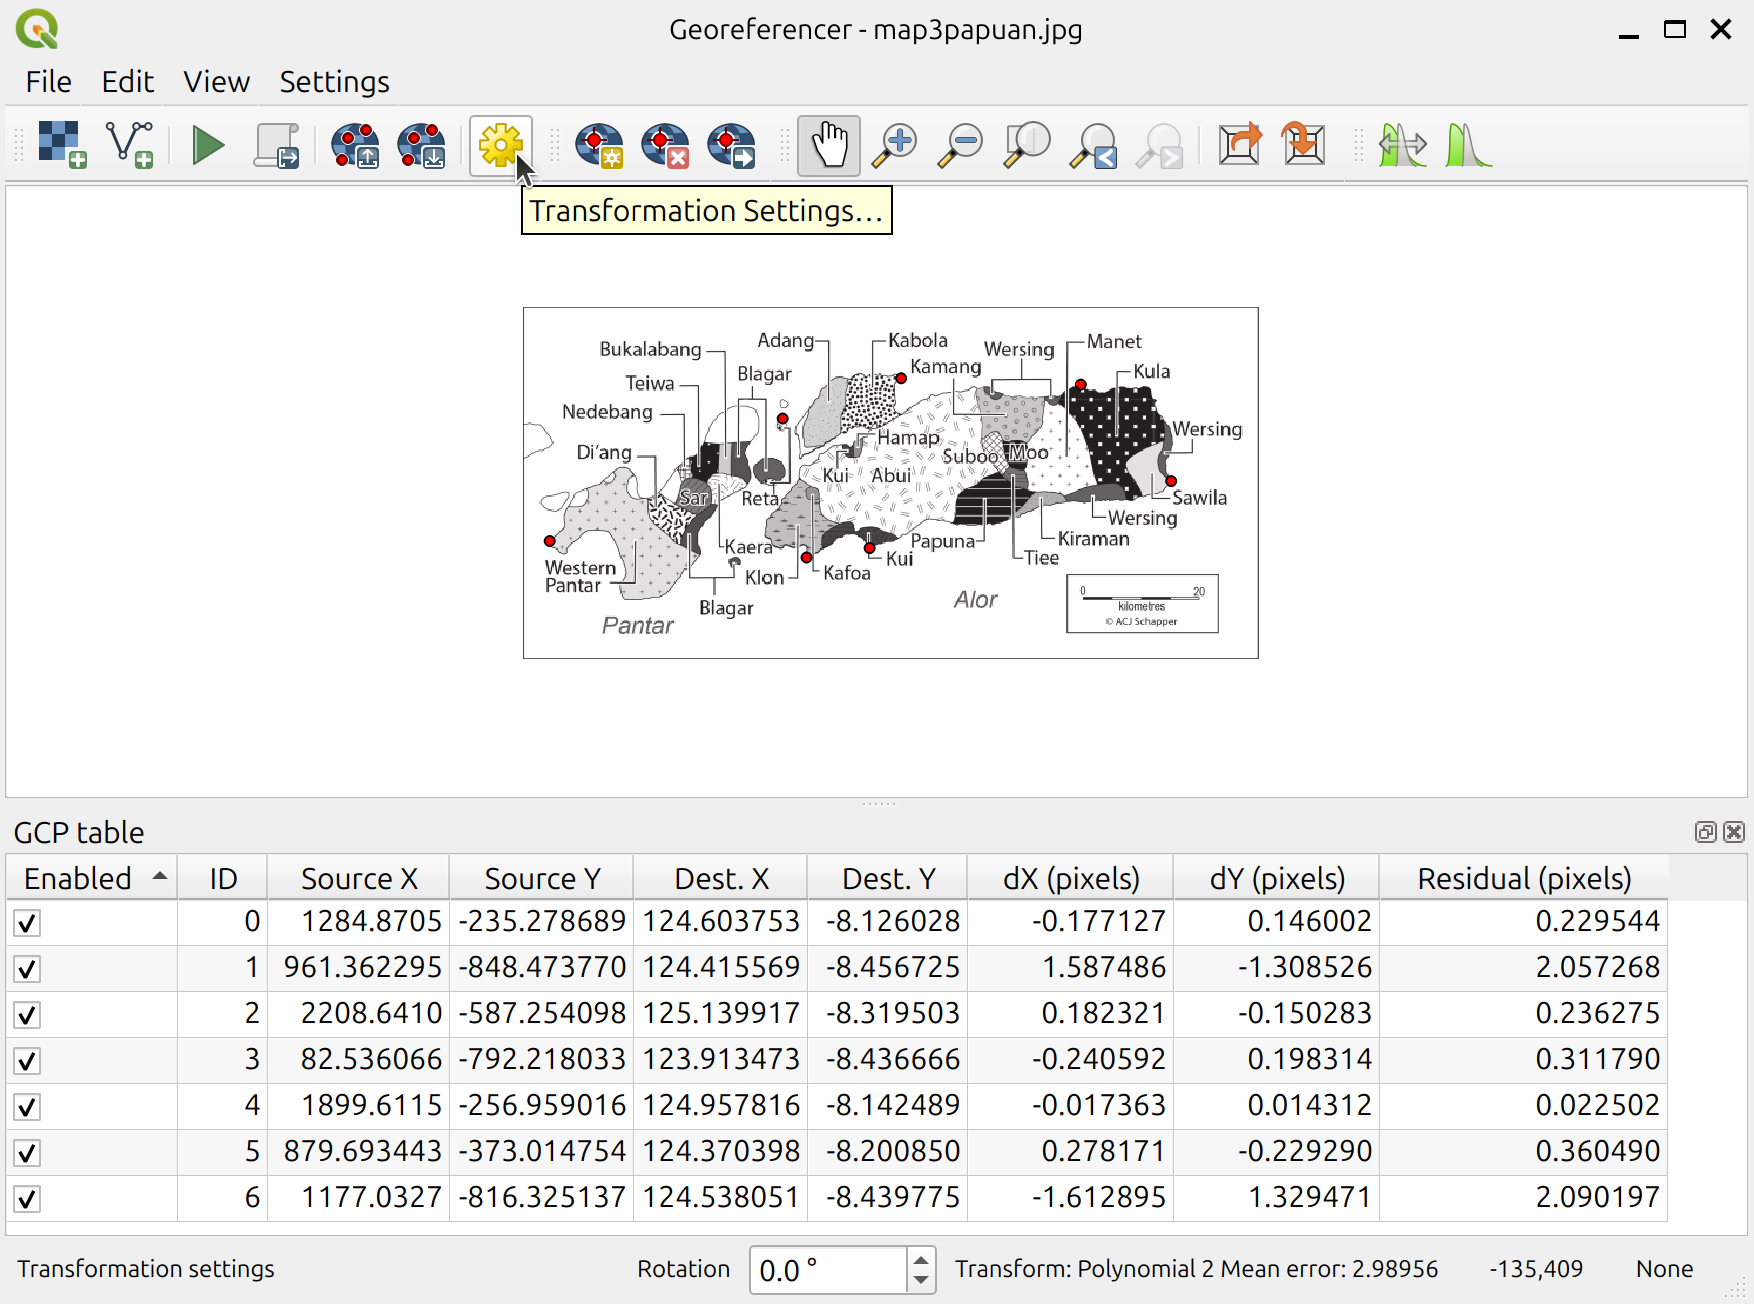 Georeferencer - map3papuan.jpg
File Edit View Settings
Transformation Settings...
Adang
Kabola
Bukalabang
Wersing
Manet
Kamang
Teiwa
Blagar
Kula
Nedebang
Wersing
Hamap
Di'ang
Suboo
Moo
Kui
Abui
Sar
Reta
Sawila
Wersing
Kaera
Papuna
Kiraman
Kui
Tiee
Western
Pantar
Klon
Kafoa
Blagar
Alor
Pantar
0 20
kilometres
© ACJ Schapper
GCP table
Enabled ID Source X Source Y Dest. X Dest. Y dX (pixels) dY (pixels) Residual (pixels)
0 1284.8705 -235.278689 124.603753 -8.126028 -0.177127 0.146002 0.229544
1 961.362295 -848.473770 124.415569 -8.456725 1.587486 -1.308526 2.057268
2 2208.6410 -587.254098 125.139917 -8.319503 0.182321 -0.150283 0.236275
3 82.536066 -792.218033 123.913473 -8.436666 -0.240592 0.198314 0.311790
4 1899.6115 -256.959016 124.957816 -8.142489 -0.017363 0.014312 0.022502
5 879.693443 -373.014754 124.370398 -8.200850 0.278171 -0.229290 0.360490
6 1177.0327 -816.325137 124.538051 -8.439775 -1.612895 1.329471 2.090197
Transformation settings Rotation 0.0 ° Transform: Polynomial 2 Mean error: 2.98956 -135,409 None